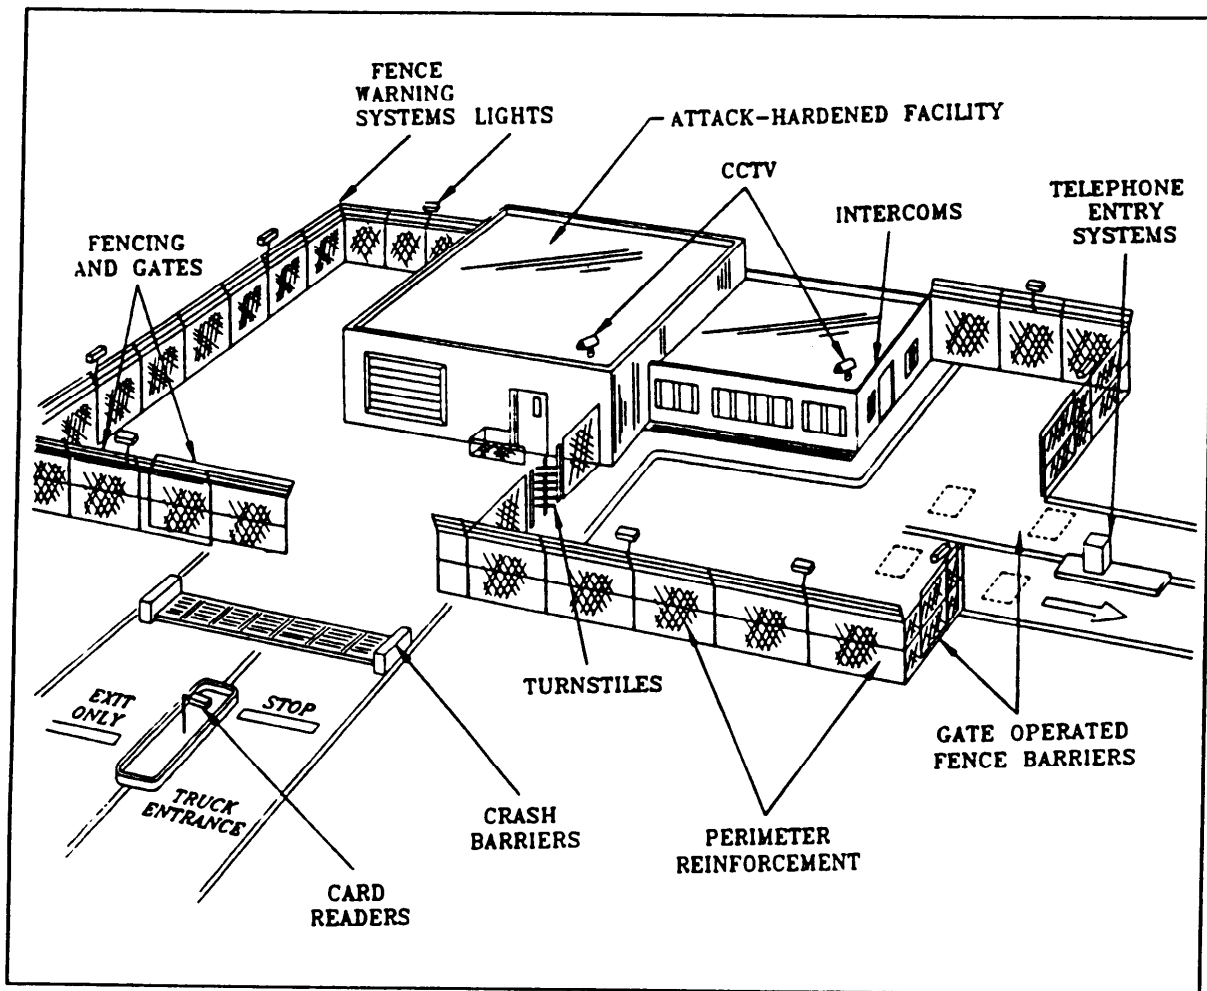 FENCE
WARNING
SYSTEMS LIGHTS
ATTACK-HARDENED FACILITY
CCTV
TELEPHONE
ENTRY
SYSTEMS
INTERCOMS
FENCING
AND GATES
TURNSTILES
EXIT
ONLY
STOP
GATE OPERATED
FENCE BARRIERS
TRUCK
ENTRANCE
CRASH
BARRIERS
PERIMETER
REINFORCEMENT
CARD
READERS